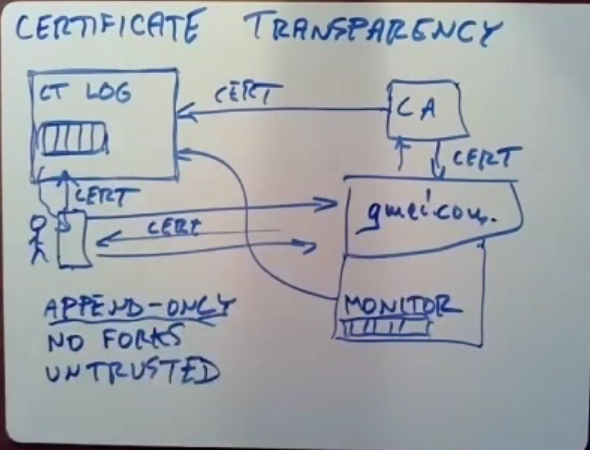 CERTIFICATE TRANSPARENCY
CT LOG
CERT
CA
CERT
CERT
CERT
gmail.com.
MONITOR
APPEND-ONLY
NO FORKS
UNTRUSTED